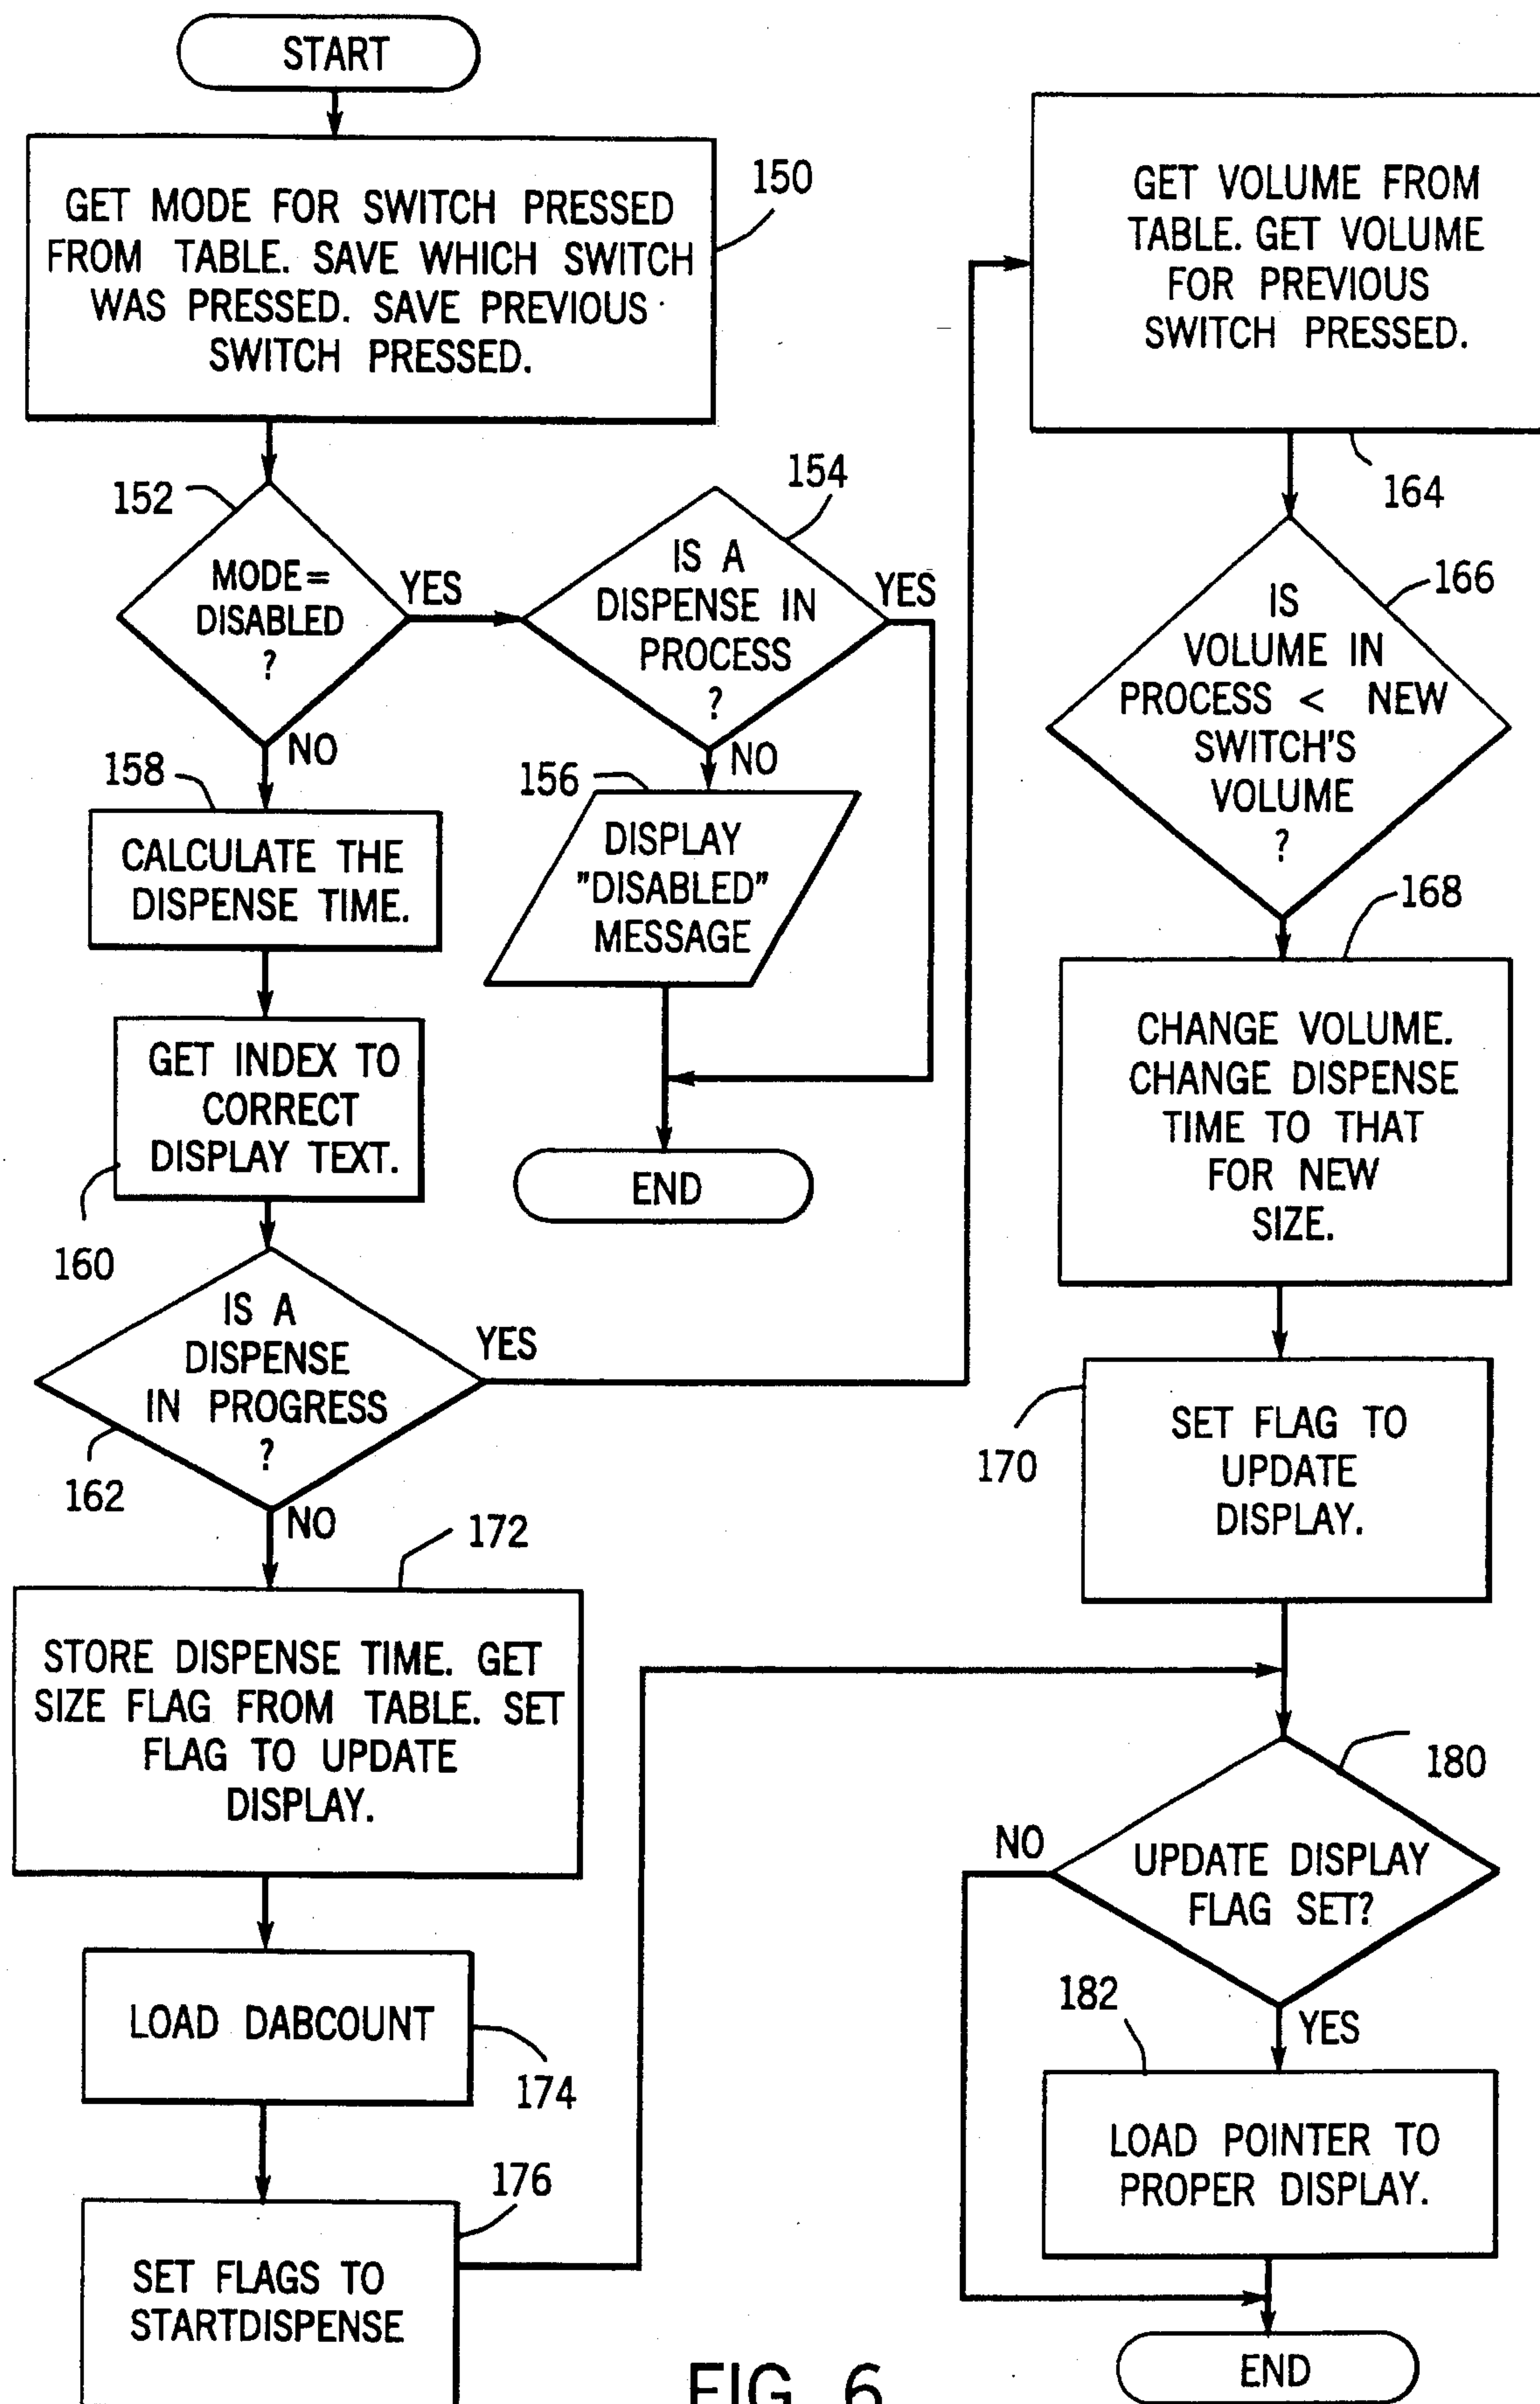 START
GET MODE FOR SWITCH PRESSED
FROM TABLE. SAVE WHICH SWITCH
WAS PRESSED. SAVE PREVIOUS
SWITCH PRESSED.
150
152
MODE=
DISABLED
?
YES
NO
154
IS A
DISPENSE IN
PROCESS
?
YES
NO
156
DISPLAY
"DISABLED"
MESSAGE
END
158
CALCULATE THE
DISPENSE TIME.
GET INDEX TO
CORRECT
DISPLAY TEXT.
160
IS A
DISPENSE
IN PROGRESS
?
YES
162
NO
172
STORE DISPENSE TIME. GET
SIZE FLAG FROM TABLE. SET
FLAG TO UPDATE
DISPLAY.
LOAD DABCOUNT
174
176
SET FLAGS TO
STARTDISPENSE
GET VOLUME FROM
TABLE. GET VOLUME
FOR PREVIOUS
SWITCH PRESSED.
164
166
IS
VOLUME IN
PROCESS < NEW
SWITCH'S
VOLUME
?
168
CHANGE VOLUME.
CHANGE DISPENSE
TIME TO THAT
FOR NEW
SIZE.
170
SET FLAG TO
UPDATE
DISPLAY.
180
NO
UPDATE DISPLAY
FLAG SET?
182
YES
LOAD POINTER TO
PROPER DISPLAY.
END
FIG. 6